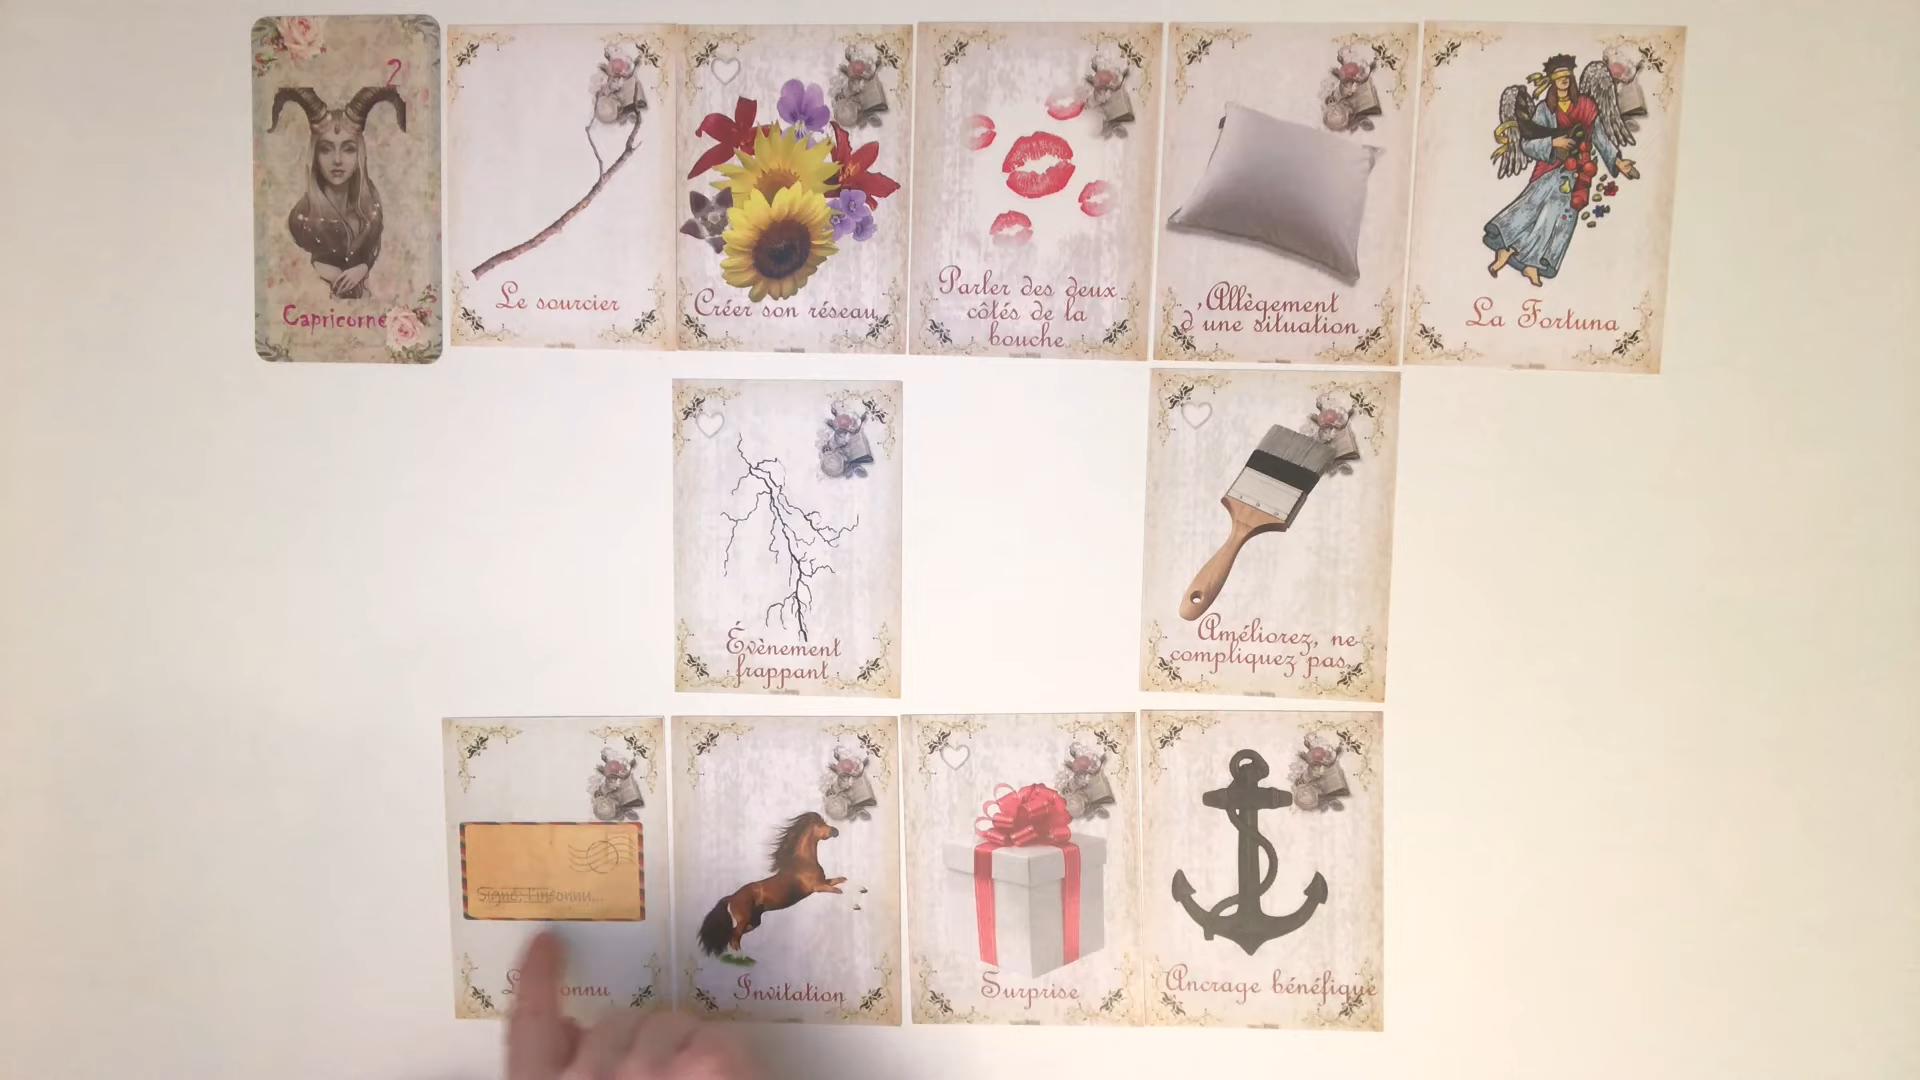 2
Capricorne
Le sourcier
Créer son réseau
Parler des deux
côtés de la
bouche
Allègement
d'une situation
La Fortuna
Évènement
frappant
Améliorez, ne
compliquez pas
Signé, l'inconnu...
Invitation
Surprise
Ancrage bénéfique